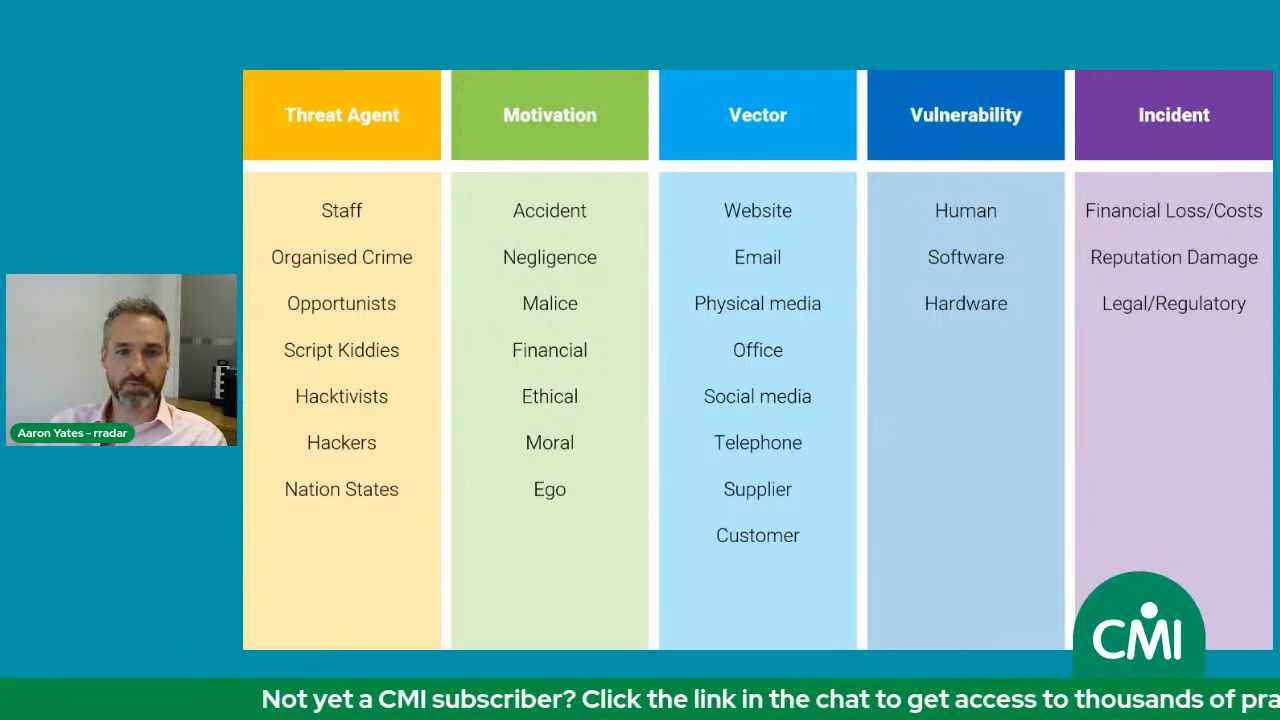 Threat Agent
Motivation
Vector
Vulnerability
Incident
Staff
Organised Crime
Opportunists
Script Kiddies
Hacktivists
Hackers
Nation States
Accident
Negligence
Malice
Financial
Ethical
Moral
Ego
Website
Email
Physical media
Office
Social media
Telephone
Supplier
Customer
Human
Software
Hardware
Financial Loss/Costs
Reputation Damage
Legal/Regulatory
Aaron Yates - rradar
CMI
Not yet a CMI subscriber? Click the link in the chat to get access to thousands of pra